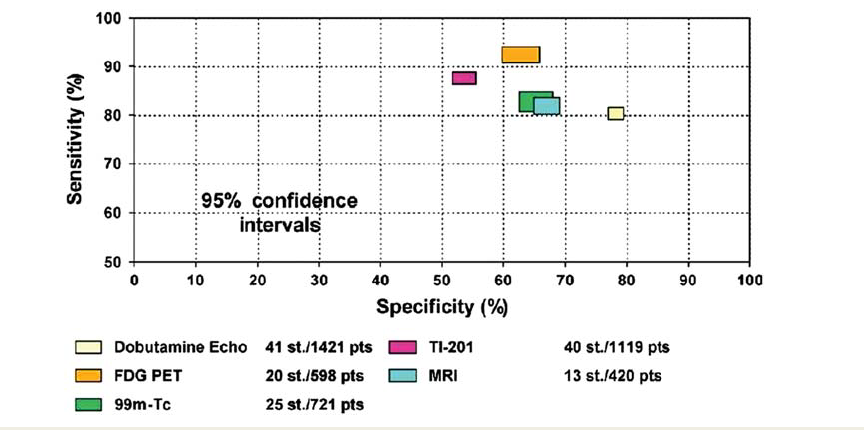 100
90
80
70
60
50
Sensitivity (%)
95% confidence
intervals
0 10 20 30 40 50 60 70 80 90 100
Specificity (%)
Dobutamine Echo 41 st./1421 pts TI-201 40 st./1119 pts
FDG PET 20 st./598 pts MRI 13 st./420 pts
99m-Tc 25 st./721 pts